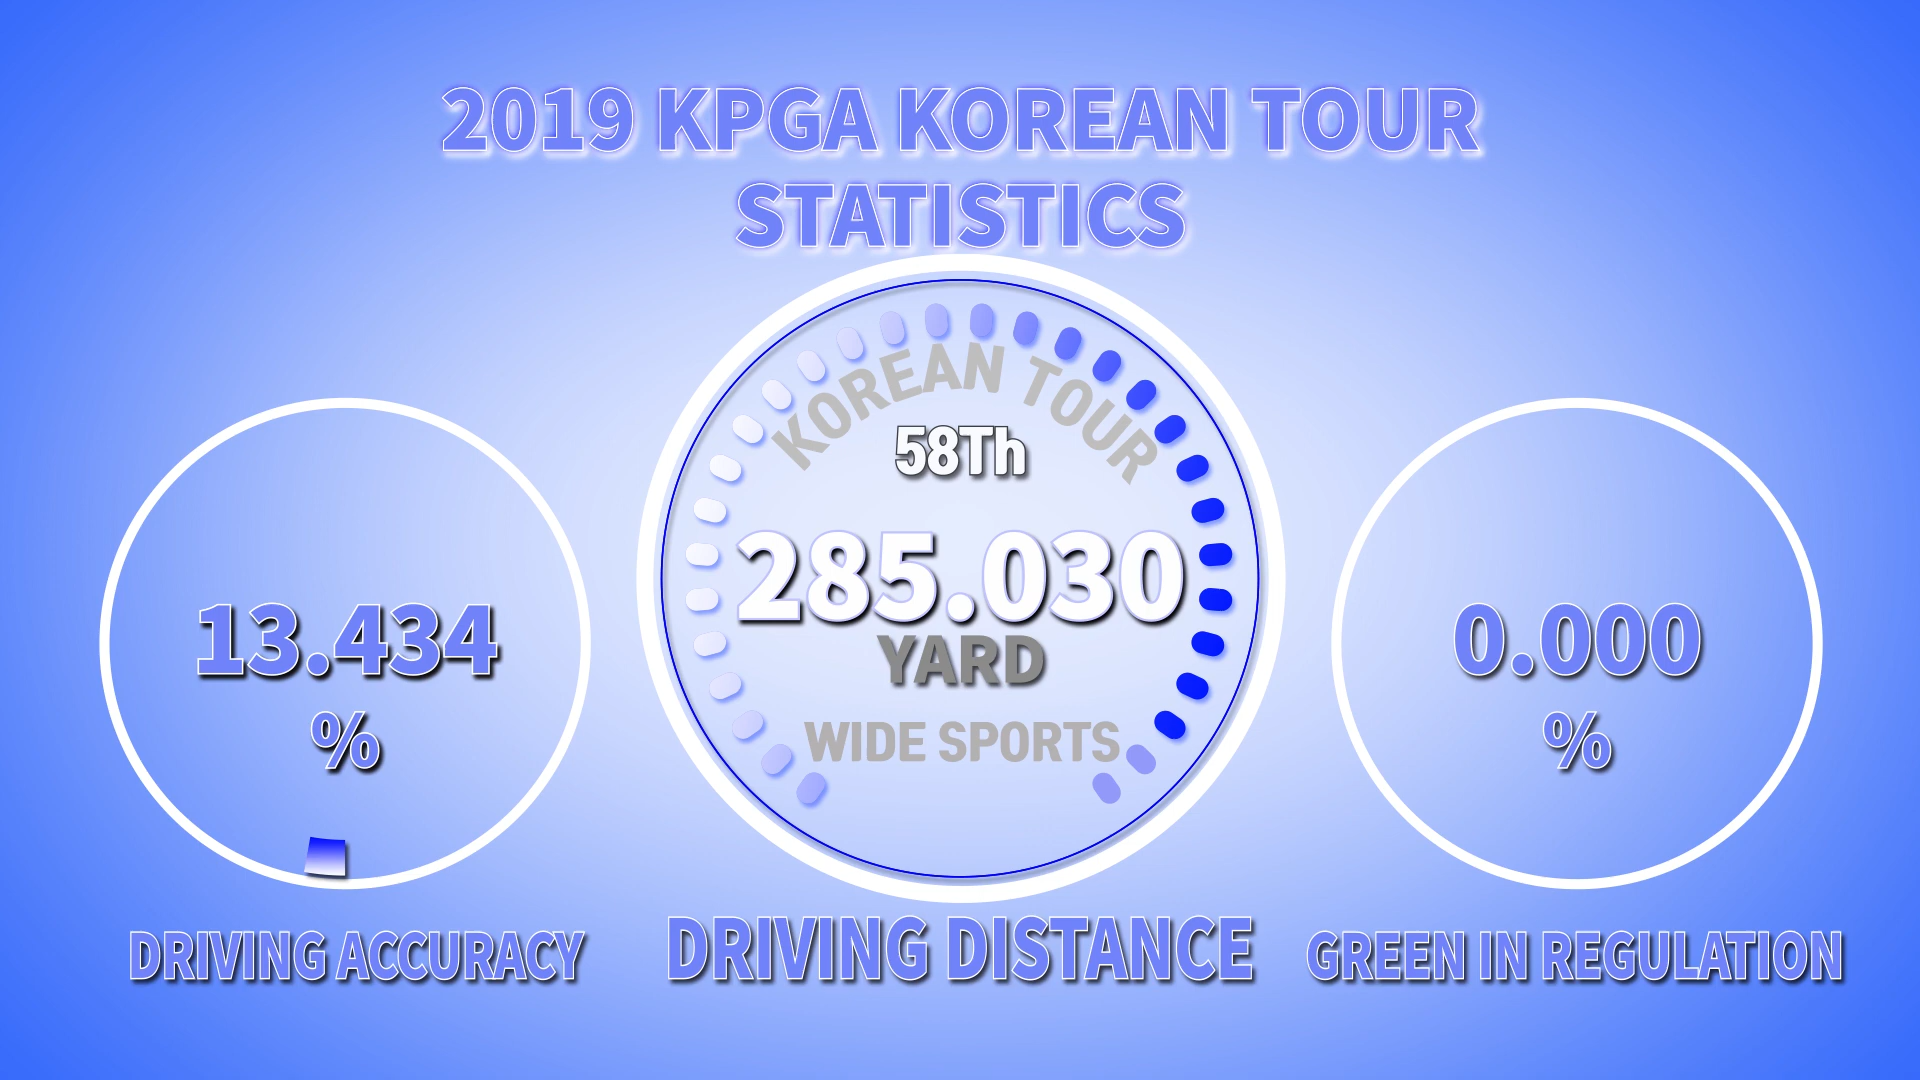 2019 KPGA KOREAN TOUR
STATISTICS
KOREAN TOUR
58Th
285.030
YARD
WIDE SPORTS
13.434
%
0.000
%
DRIVING ACCURACY
DRIVING DISTANCE
GREEN IN REGULATION